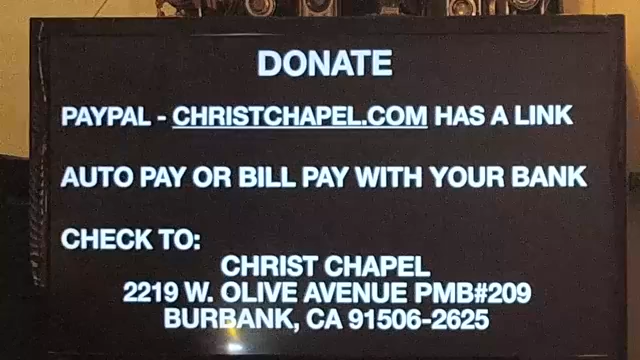 DONATE
PAYPAL - CHRISTCHAPEL.COM HAS A LINK
AUTO PAY OR BILL PAY WITH YOUR BANK
CHECK TO:
CHRIST CHAPEL
2219 W. OLIVE AVENUE PMB#209
BURBANK, CA 91506-2625